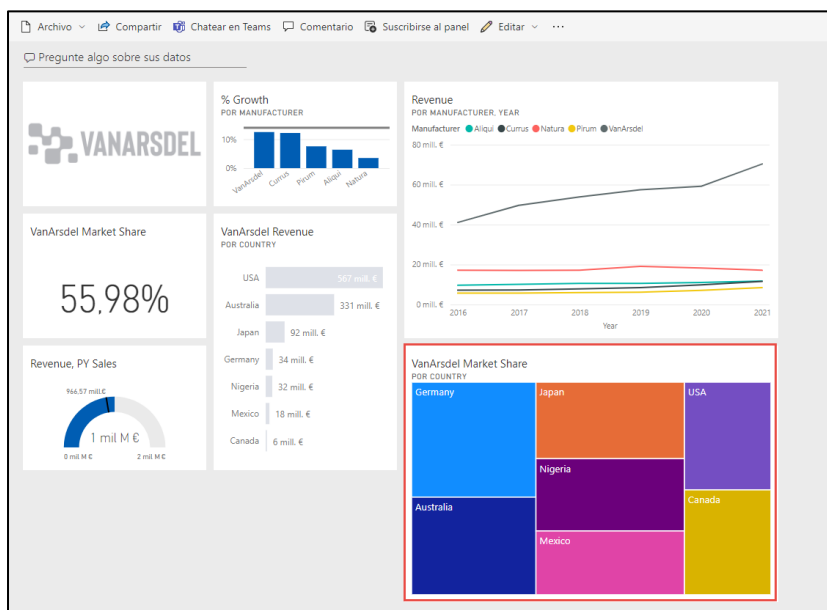 Archivo Compartir Chatear en Teams Comentario Suscribirse al panel Editar ...
Pregunte algo sobre sus datos
VANARSDEL
% Growth
POR MANUFACTURER
10%
0%
VanArsdel Currus Pirum Aliqui Natura
Revenue
POR MANUFACTURER, YEAR
Manufacturer Aliqui Currus Natura Pirum VanArsdel
80 mill. €
60 mill. €
40 mill. €
20 mill. €
0 mill. €
2016 2017 2018 2019 2020 2021
Year
VanArsdel Market Share
55,98%
VanArsdel Revenue
POR COUNTRY
USA 567 mill. €
Australia 331 mill. €
Japan 92 mill. €
Germany 34 mill. €
Nigeria 32 mill. €
Mexico 18 mill. €
Canada 6 mill. €
Revenue, PY Sales
966.57 mill.€
1 mil M €
0 mil M € 2 mil M €
VanArsdel Market Share
POR COUNTRY
Germany Japan USA
Nigeria
Australia Canada
Mexico